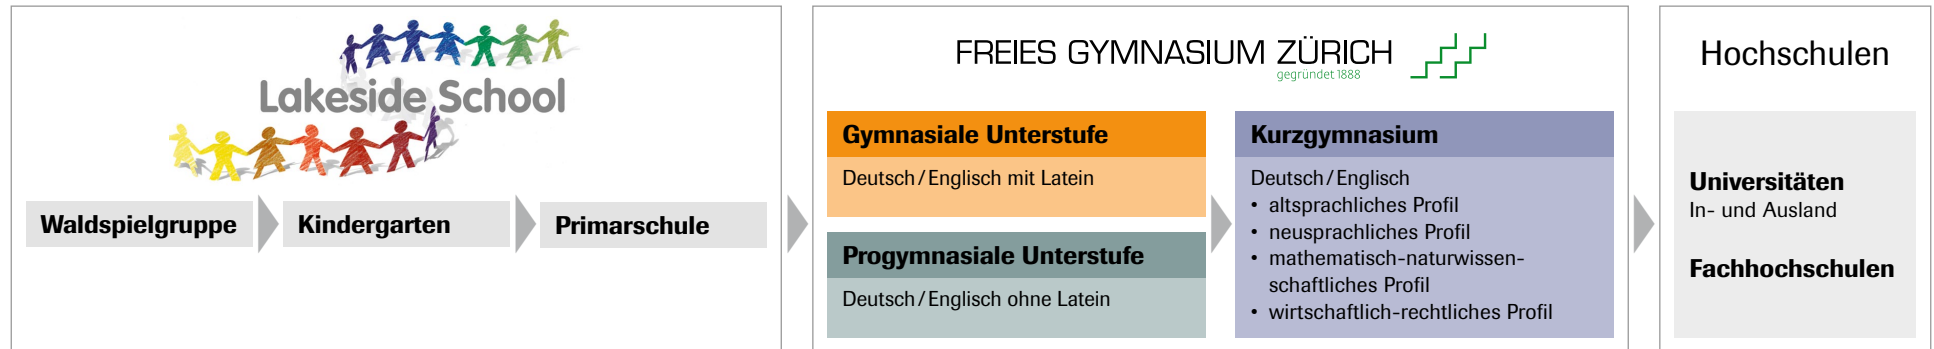 Lakeside School
Waldspielgruppe
Kindergarten
Primarschule
FREIES GYMNASIUM ZÜRICH
gegründet 1888
Gymnasiale Unterstufe
Deutsch / Englisch mit Latein
Progymnasiale Unterstufe
Deutsch / Englisch ohne Latein
Kurzgymnasium
Deutsch / Englisch
• altsprachliches Profil
• neusprachliches Profil
• mathematisch-naturwissen-
schaftliches Profil
• wirtschaftlich-rechtliches Profil
Hochschulen
Universitäten
In- und Ausland
Fachhochschulen